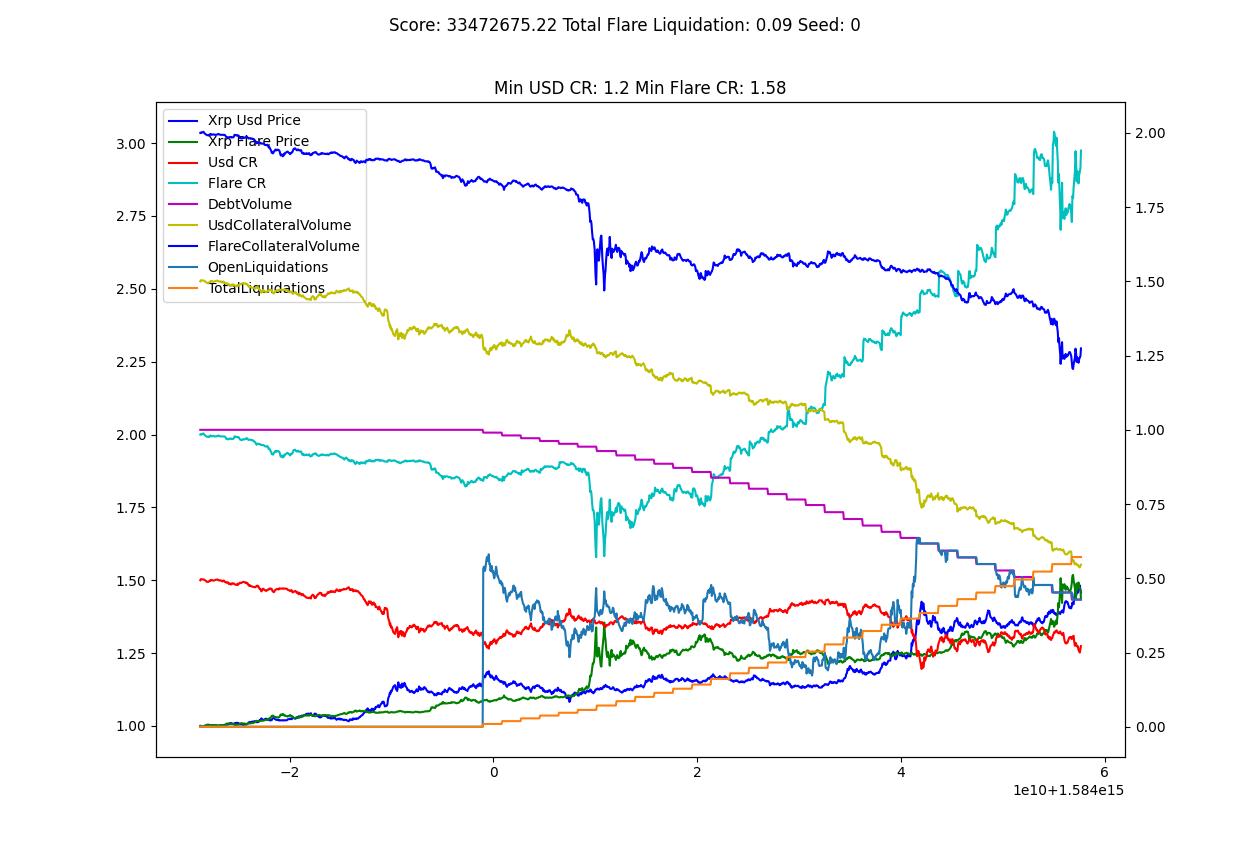 Score: 33472675.22 Total Flare Liquidation: 0.09 Seed: 0
Min USD CR: 1.2 Min Flare CR: 1.58
Xrp Usd Price
Xrp Flare Price
Usd CR
Flare CR
DebtVolume
UsdCollateralVolume
FlareCollateralVolume
OpenLiquidations
TotalLiquidations
3.00
2.75
2.50
2.25
2.00
1.75
1.50
1.25
1.00
2.00
1.75
1.50
1.25
1.00
0.75
0.50
0.25
0.00
−2 0 2 4 6
1e10+1.584e15